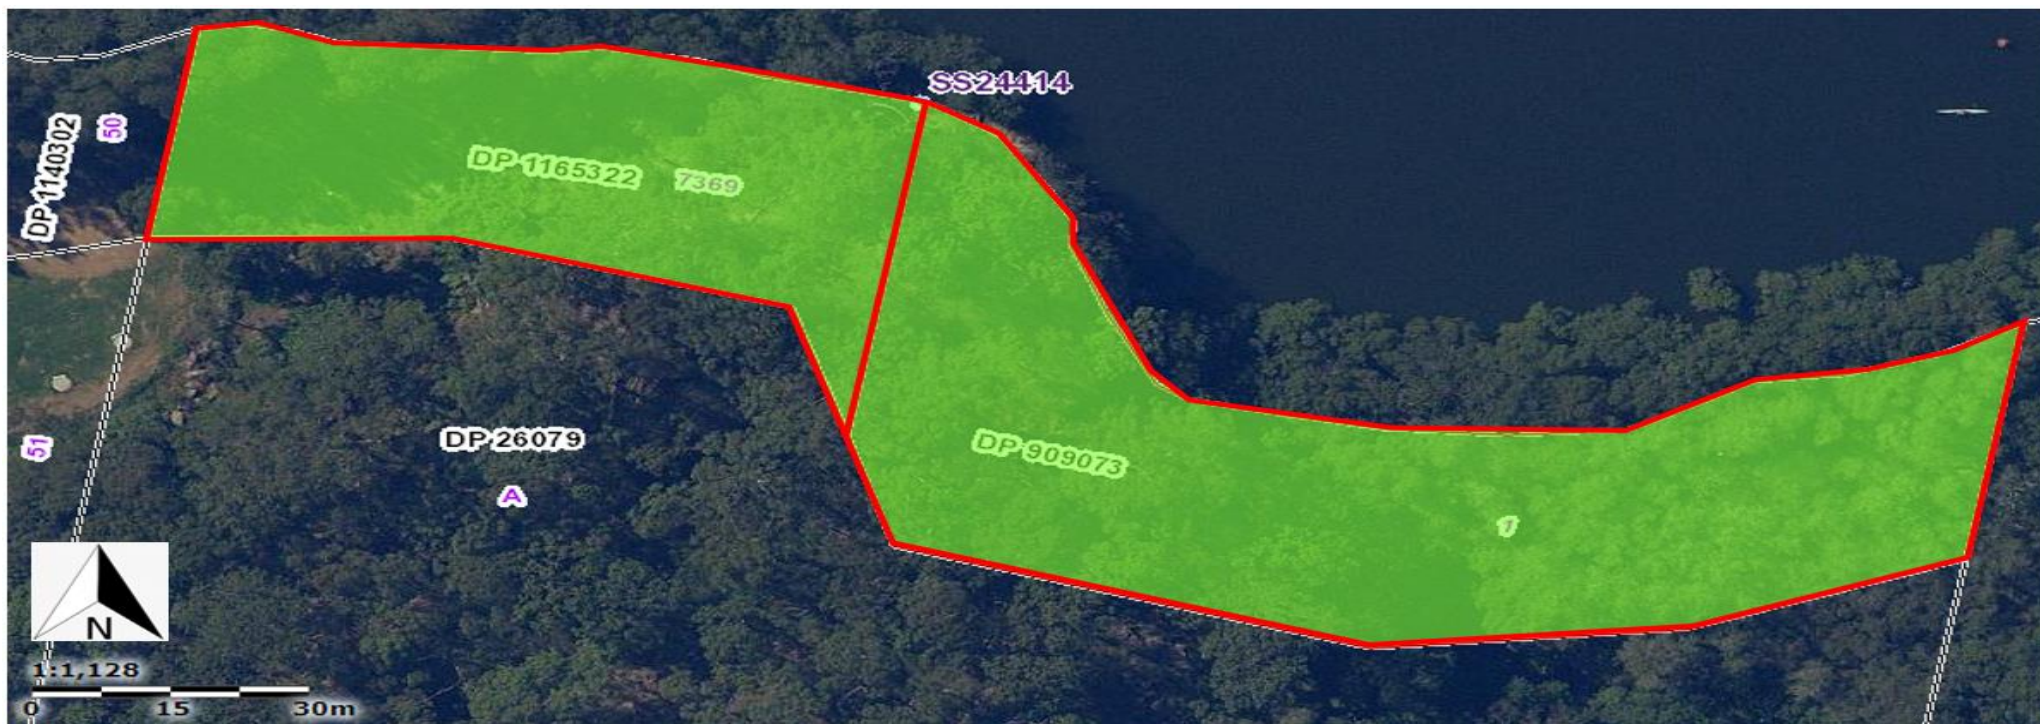 SS24414
DP 1140302
50
DP 1165322 7369
51
DP 26079
A
DP 909073
1
N
1:1,128
0 15 30m